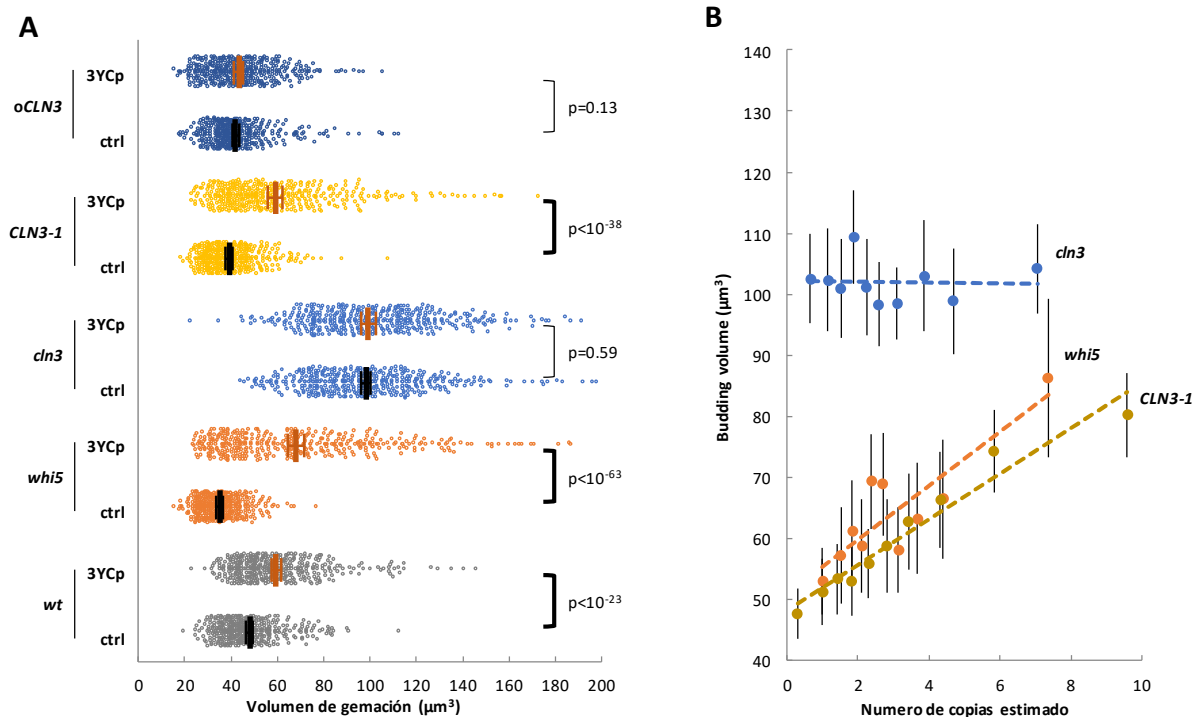 A
oCLN3
3YCp
ctrl
p=0.13
CLN3-1
3YCp
ctrl
p<10-38
cln3
3YCp
ctrl
p=0.59
whi5
3YCp
ctrl
p<10-63
wt
3YCp
ctrl
p<10-23
0 20 40 60 80 100 120 140 160 180 200
Volumen de gemación (µm3)
B
140
130
120
110
100
90
80
70
60
50
40
Budding volume (µm3)
cln3
whi5
CLN3-1
0 2 4 6 8 10
Numero de copias estimado